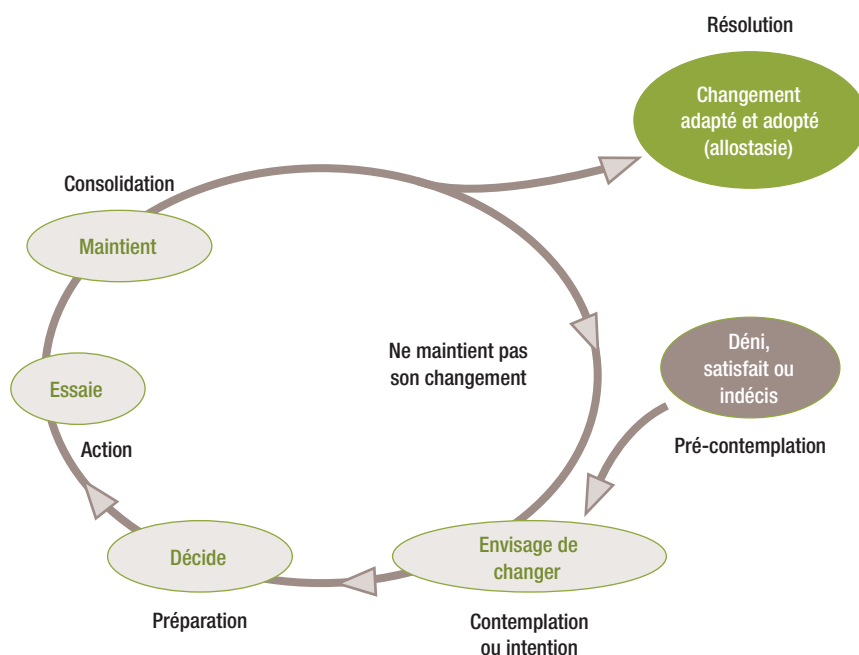 Résolution
Changement
adapté et adopté
(allostasie)
Consolidation
Maintient
Ne maintient pas
son changement
Déni,
satisfait ou
indécis
Pré-contemplation
Essaie
Action
Décide
Préparation
Envisage de
changer
Contemplation
ou intention